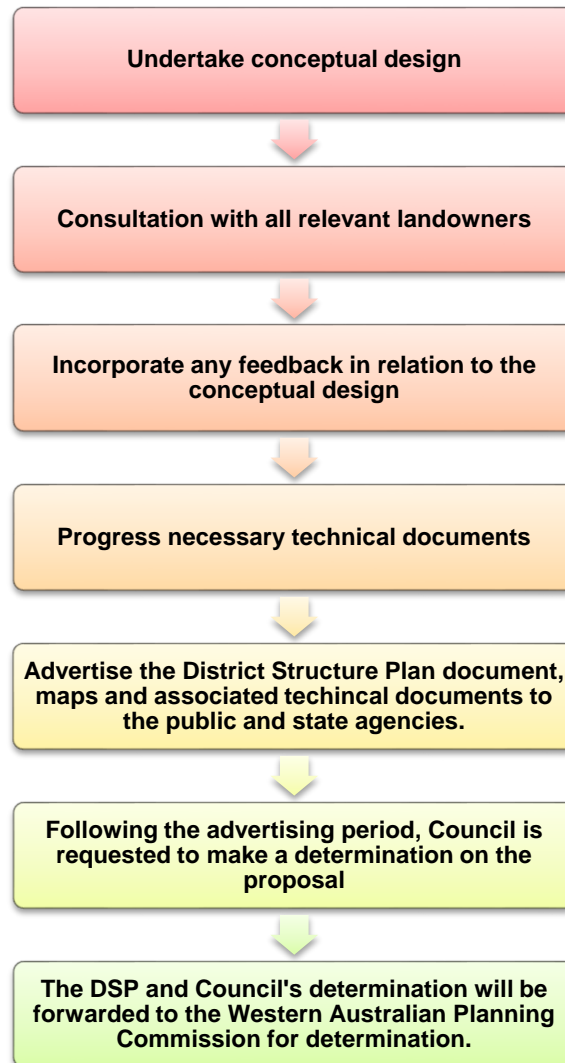 Undertake conceptual design
Consultation with all relevant landowners
Incorporate any feedback in relation to the
conceptual design
Progress necessary technical documents
Advertise the District Structure Plan document,
maps and associated techincal documents to
the public and state agencies.
Following the advertising period, Council is
requested to make a determination on the
proposal
The DSP and Council's determination will be
forwarded to the Western Australian Planning
Commission for determination.